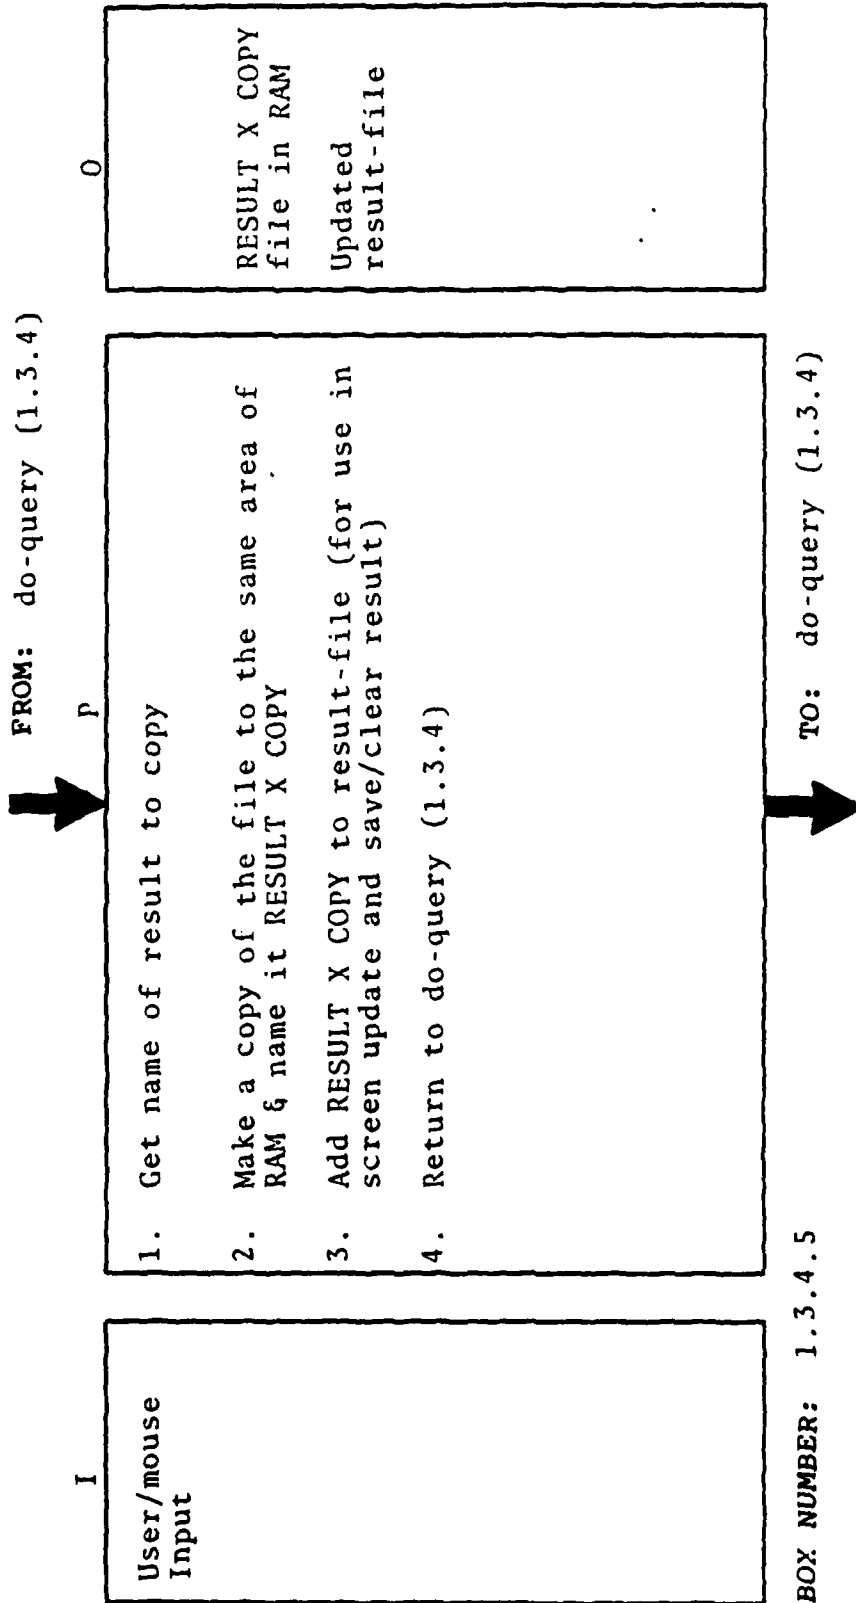 FROM: do-query (1.3.4)
I
P
O
User/mouse
Input
1. Get name of result to copy
2. Make a copy of the file to the same area of
RAM & name it RESULT X COPY
3. Add RESULT X COPY to result-file (for use in
screen update and save/clear result)
4. Return to do-query (1.3.4)
RESULT X COPY
file in RAM
Updated
result-file
BOX NUMBER: 1.3.4.5
TO: do-query (1.3.4)